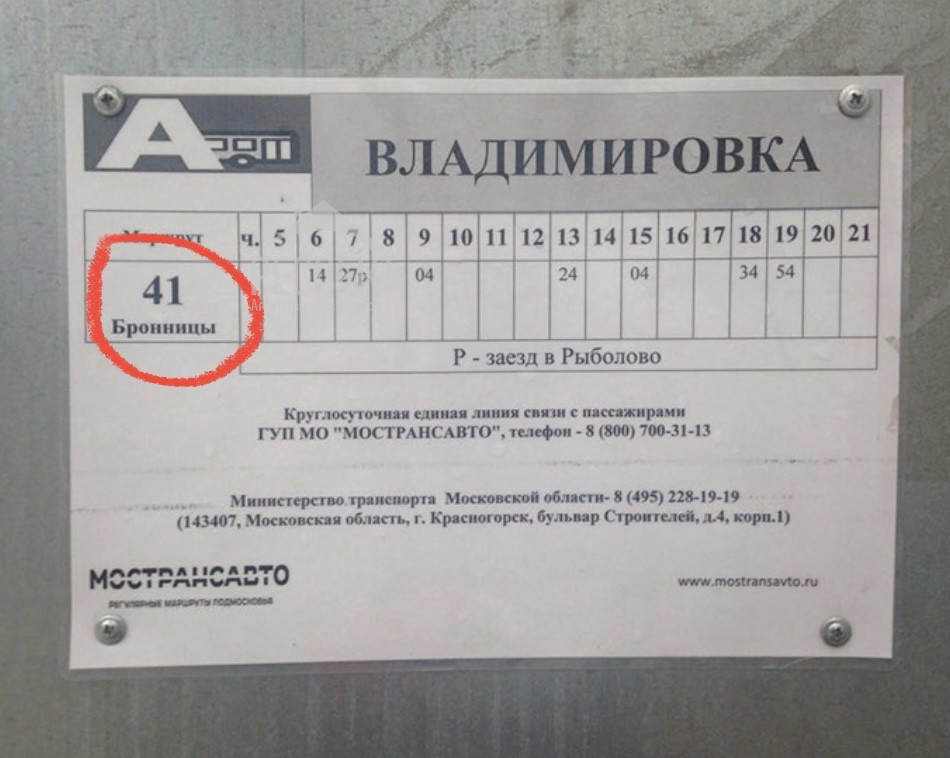 А
ВЛАДИМИРОВКА
Маршрут ч. 5 6 7 8 9 10 11 12 13 14 15 16 17 18 19 20 21
41 14 27р 04 24 04 34 54
Бронницы
Р - заезд в Рыболово
Круглосуточная единая линия связи с пассажирами
ГУП МО "МОСТРАНСАВТО", телефон - 8 (800) 700-31-13
Министерство транспорта Московской области- 8 (495) 228-19-19
(143407, Московская область, г. Красногорск, бульвар Строителей, д.4, корп.1)
МОСТРАНСАВТО
РЕГУЛЯРНЫЕ МАРШРУТЫ ПОДМОСКОВЬЯ
www.mostransavto.ru